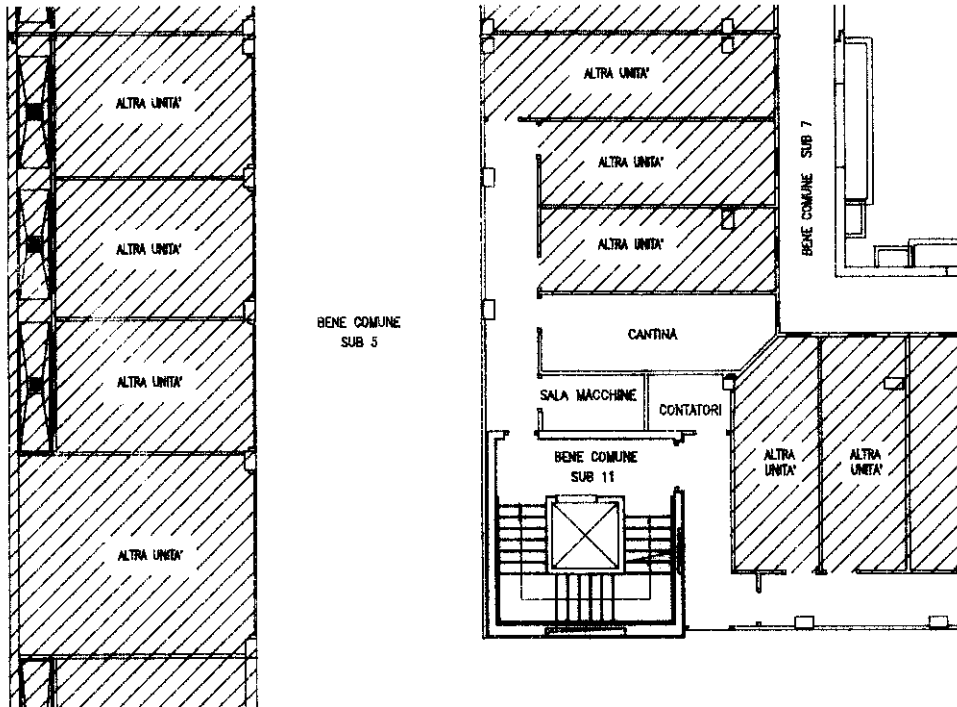 ALTRA UNITA'
ALTRA UNITA'
ALTRA UNITA'
ALTRA UNITA'
BENE COMUNE
SUB 5
ALTRA UNITA'
ALTRA UNITA'
ALTRA UNITA'
BENE COMUNE SUB 7
CANTINA
SALA MACCHINE
CONTATORI
BENE COMUNE
SUB 11
ALTRA
UNITA'
ALTRA
UNITA'